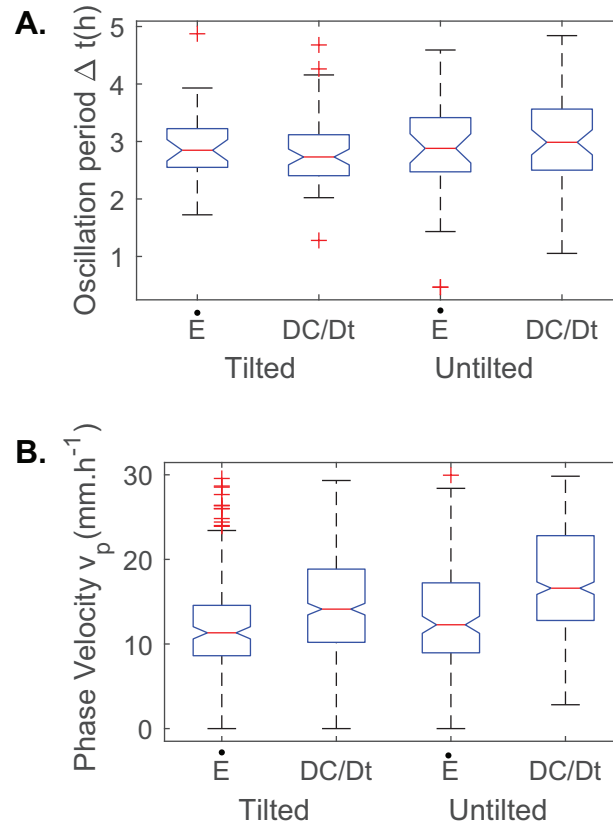 A.
Oscillation period Δ t(h)
5
4
3
2
1
Ė DC/Dt Ė DC/Dt
Tilted Untilted
B.
Phase Velocity v_p (mm.h⁻¹)
30
20
10
0
Ė DC/Dt Ė DC/Dt
Tilted Untilted